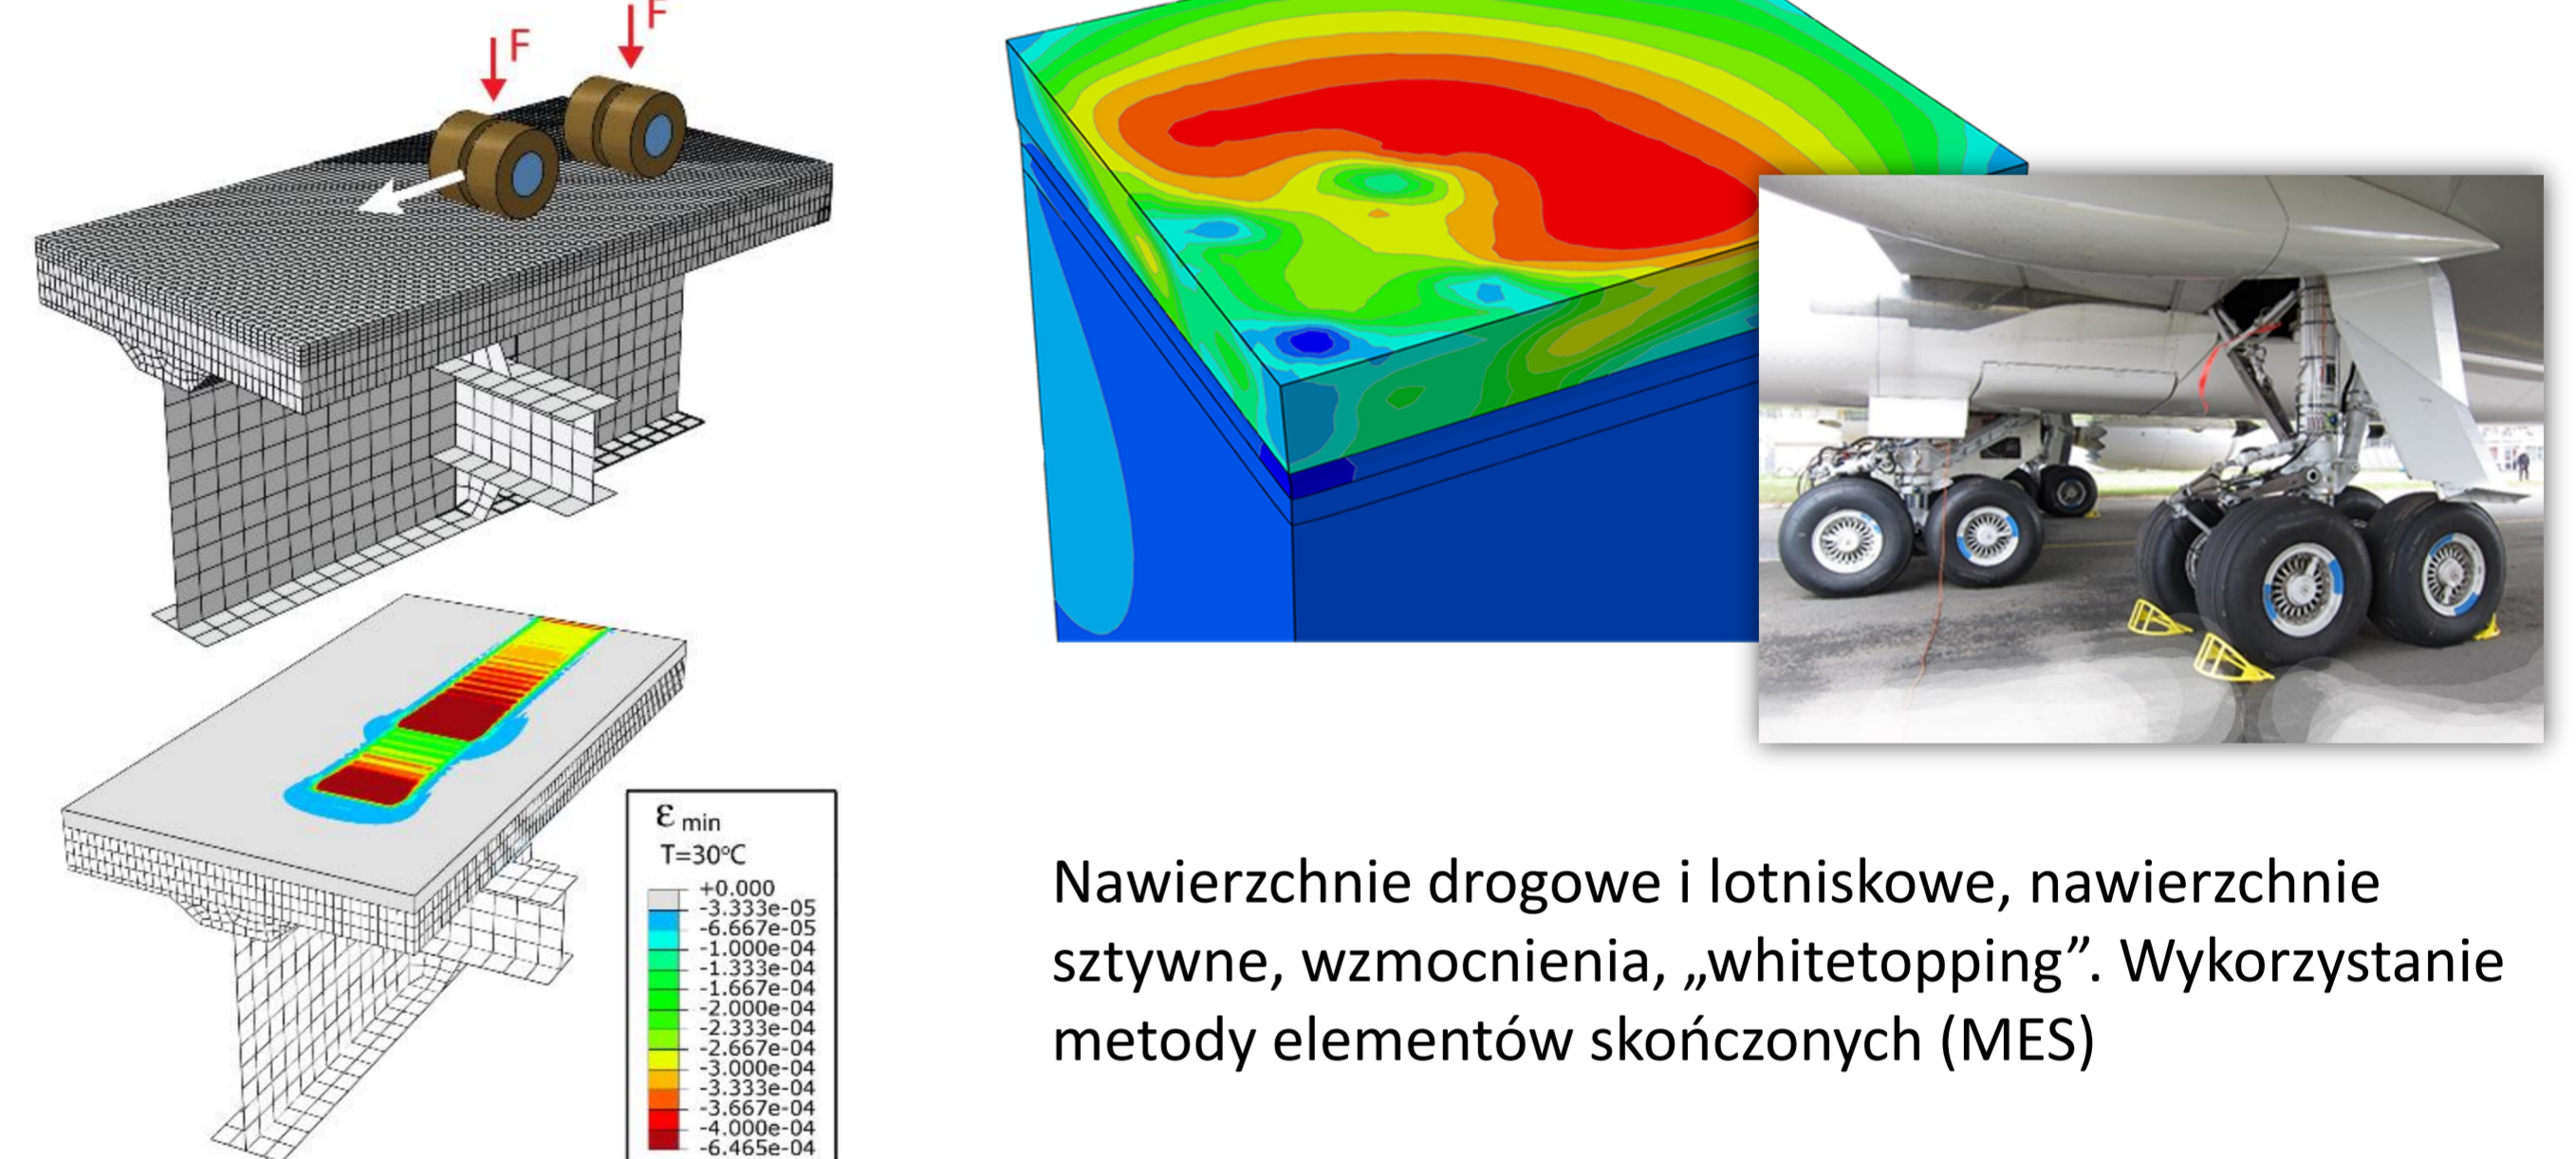 F
F
ε min
T=30°C
+0.000
-3.333e-05
-6.667e-05
-1.000e-04
-1.333e-04
-1.667e-04
-2.000e-04
-2.333e-04
-2.667e-04
-3.000e-04
-3.333e-04
-3.667e-04
-4.000e-04
-6.465e-04
Nawierzchnie drogowe i lotniskowe, nawierzchnie
sztywne, wzmocnienia, „whitetopping”. Wykorzystanie
metody elementów skończonych (MES)